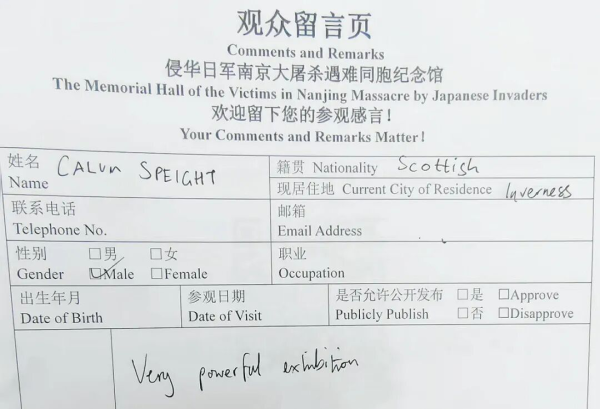 观众留言页
Comments and Remarks
侵华日军南京大屠杀遇难同胞纪念馆
The Memorial Hall of the Victims in Nanjing Massacre by Japanese Invaders
欢迎留下您的参观感言!
Your Comments and Remarks Matter!
姓名 CALUM SPEIGHT 籍贯 Nationality Scottish
Name 现居住地 Current City of Residence Inverness
联系电话 邮箱
Telephone No. Email Address
性别 □男 □女 职业
Gender ☑Male □Female Occupation
出生年月 参观日期 是否允许公开发布 □是 □Approve
Date of Birth Date of Visit Publicly Publish □否 □Disapprove
Very powerful exhibition